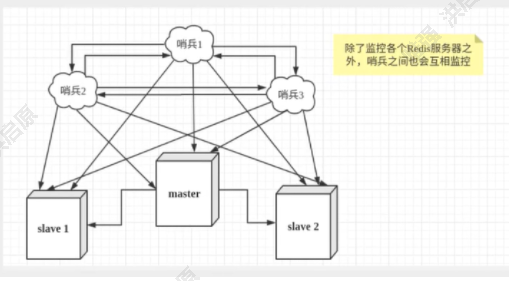 哨兵1
除了监控各个Redis服务器之
外，哨兵之间也会互相监控
哨兵2
哨兵3
master
slave 1
slave 2